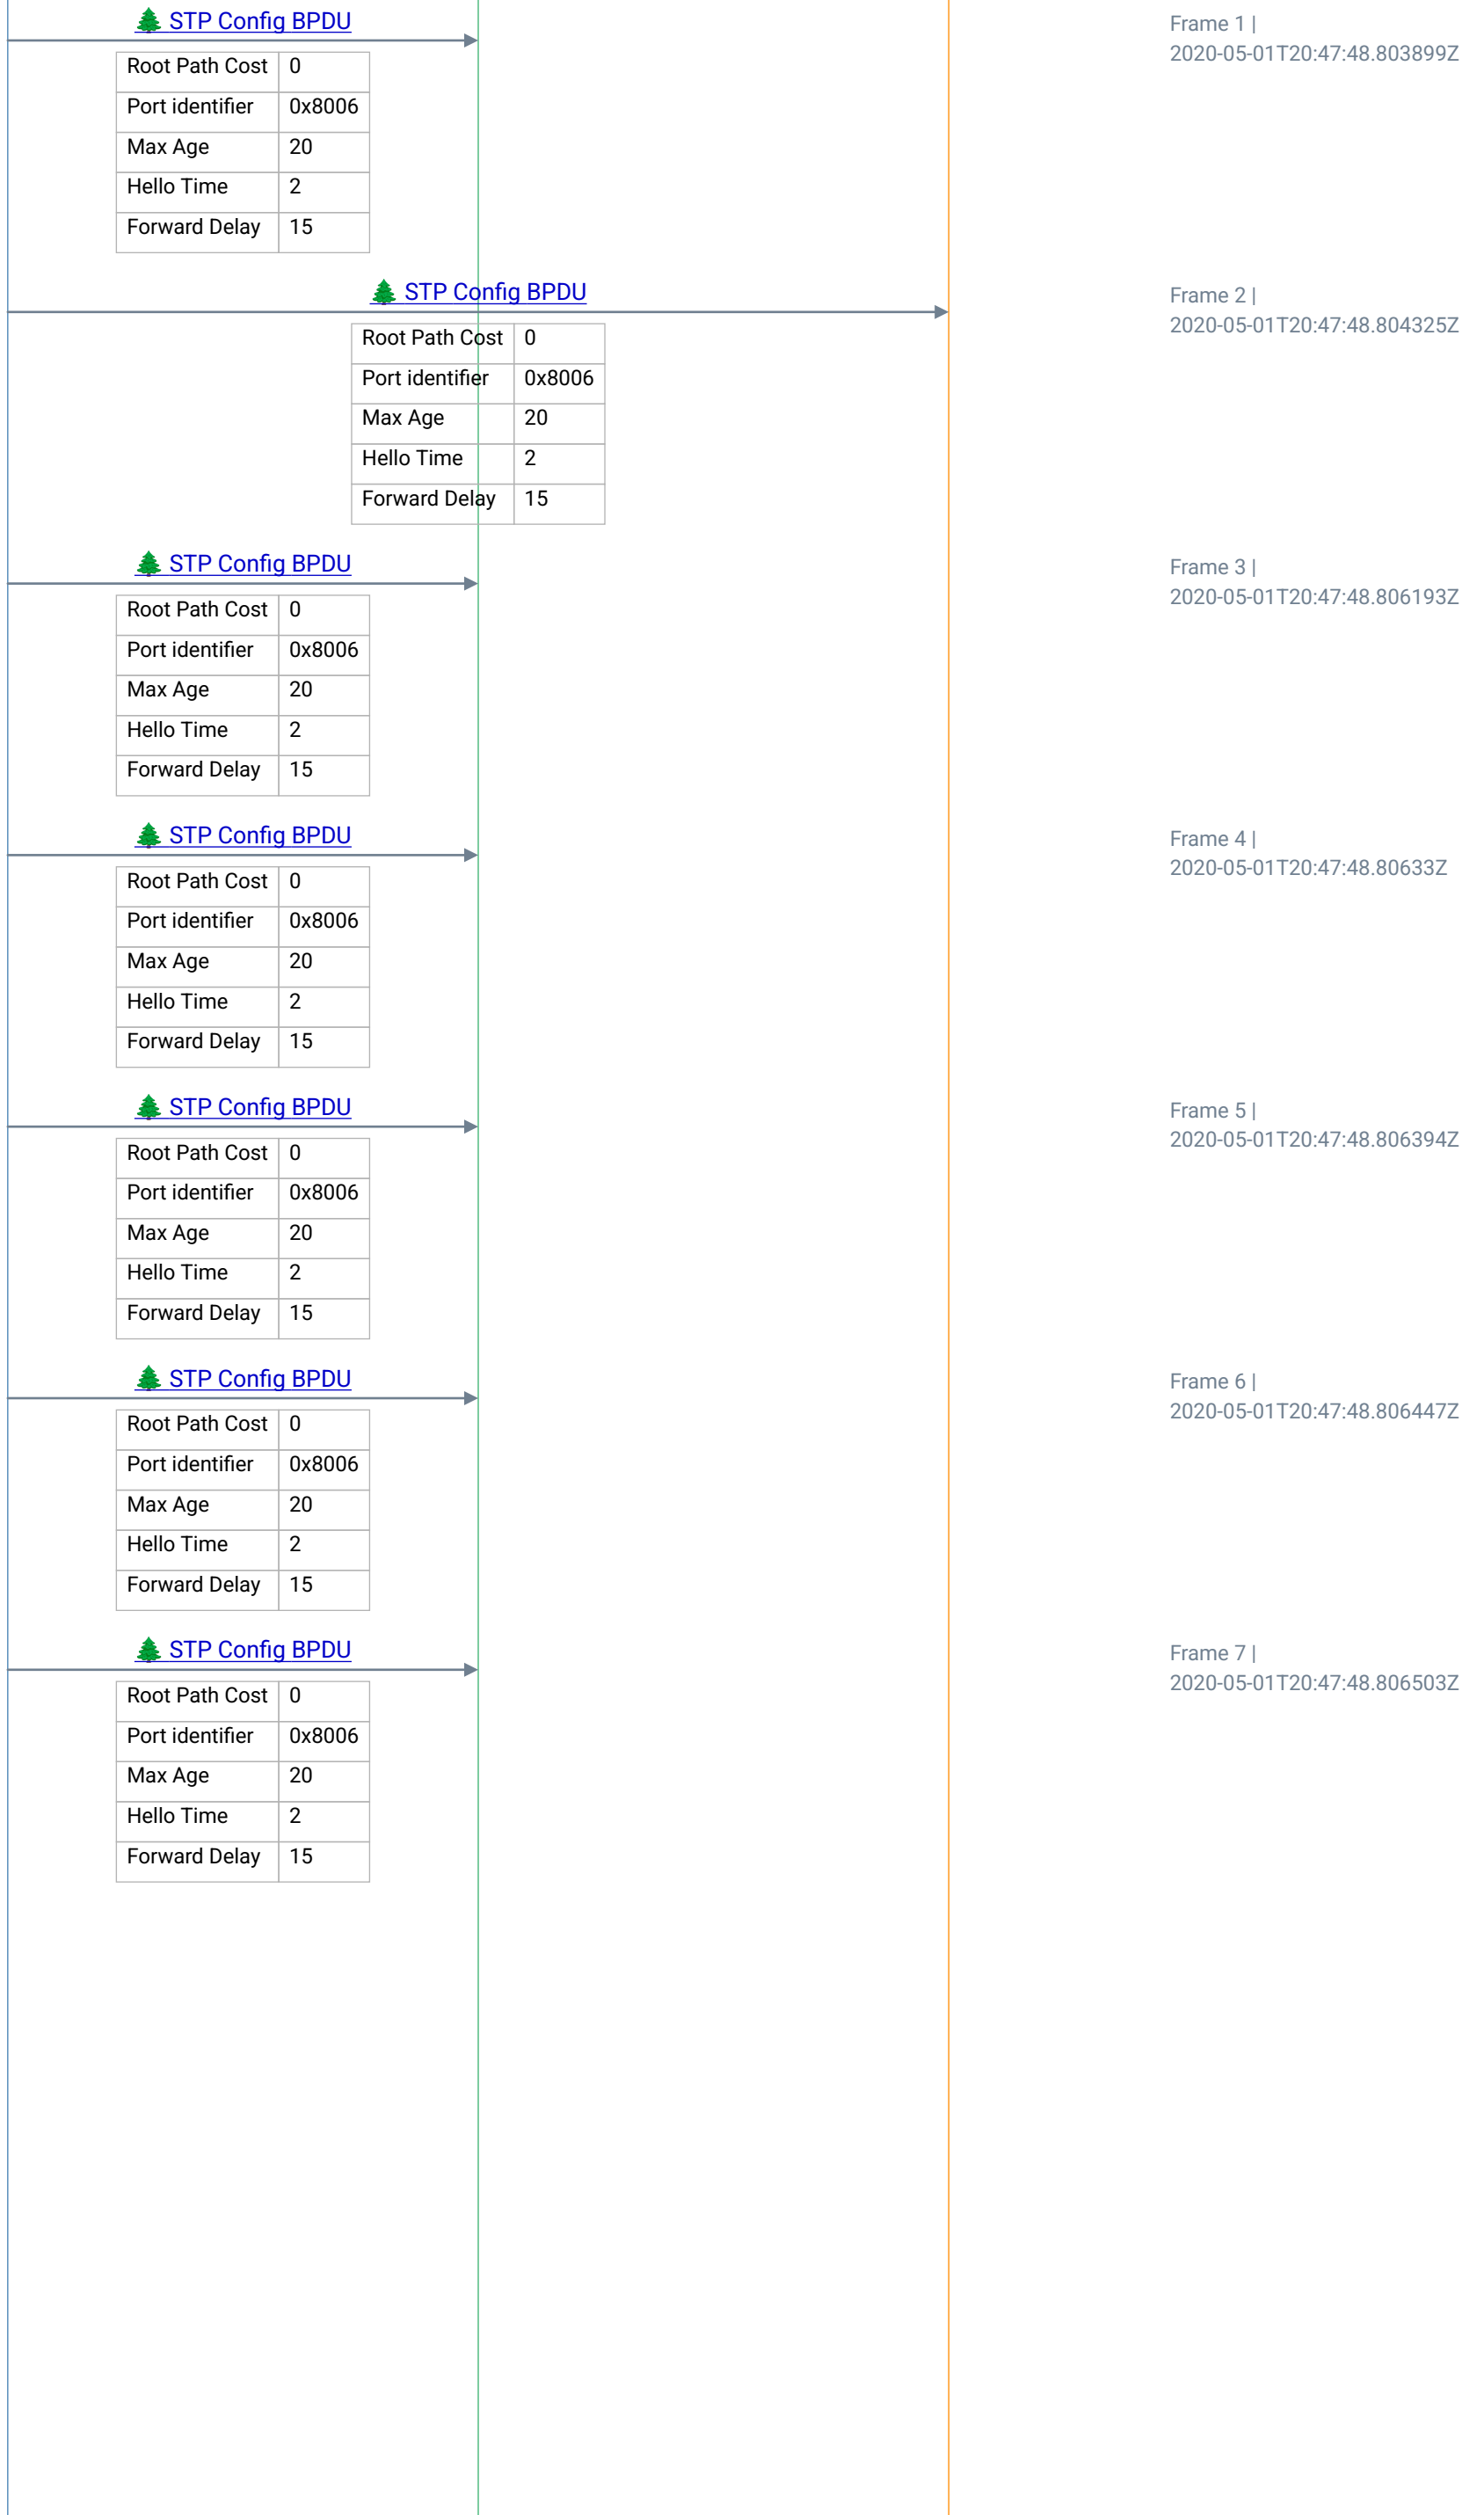 🌲 STP Config BPDU
Frame 1 |
2020-05-01T20:47:48.803899Z
Root Path Cost 0
Port identifier 0x8006
Max Age 20
Hello Time 2
Forward Delay 15
🌲 STP Config BPDU
Frame 2 |
2020-05-01T20:47:48.804325Z
Root Path Cost 0
Port identifier 0x8006
Max Age 20
Hello Time 2
Forward Delay 15
🌲 STP Config BPDU
Frame 3 |
2020-05-01T20:47:48.806193Z
Root Path Cost 0
Port identifier 0x8006
Max Age 20
Hello Time 2
Forward Delay 15
🌲 STP Config BPDU
Frame 4 |
2020-05-01T20:47:48.80633Z
Root Path Cost 0
Port identifier 0x8006
Max Age 20
Hello Time 2
Forward Delay 15
🌲 STP Config BPDU
Frame 5 |
2020-05-01T20:47:48.806394Z
Root Path Cost 0
Port identifier 0x8006
Max Age 20
Hello Time 2
Forward Delay 15
🌲 STP Config BPDU
Frame 6 |
2020-05-01T20:47:48.806447Z
Root Path Cost 0
Port identifier 0x8006
Max Age 20
Hello Time 2
Forward Delay 15
🌲 STP Config BPDU
Frame 7 |
2020-05-01T20:47:48.806503Z
Root Path Cost 0
Port identifier 0x8006
Max Age 20
Hello Time 2
Forward Delay 15